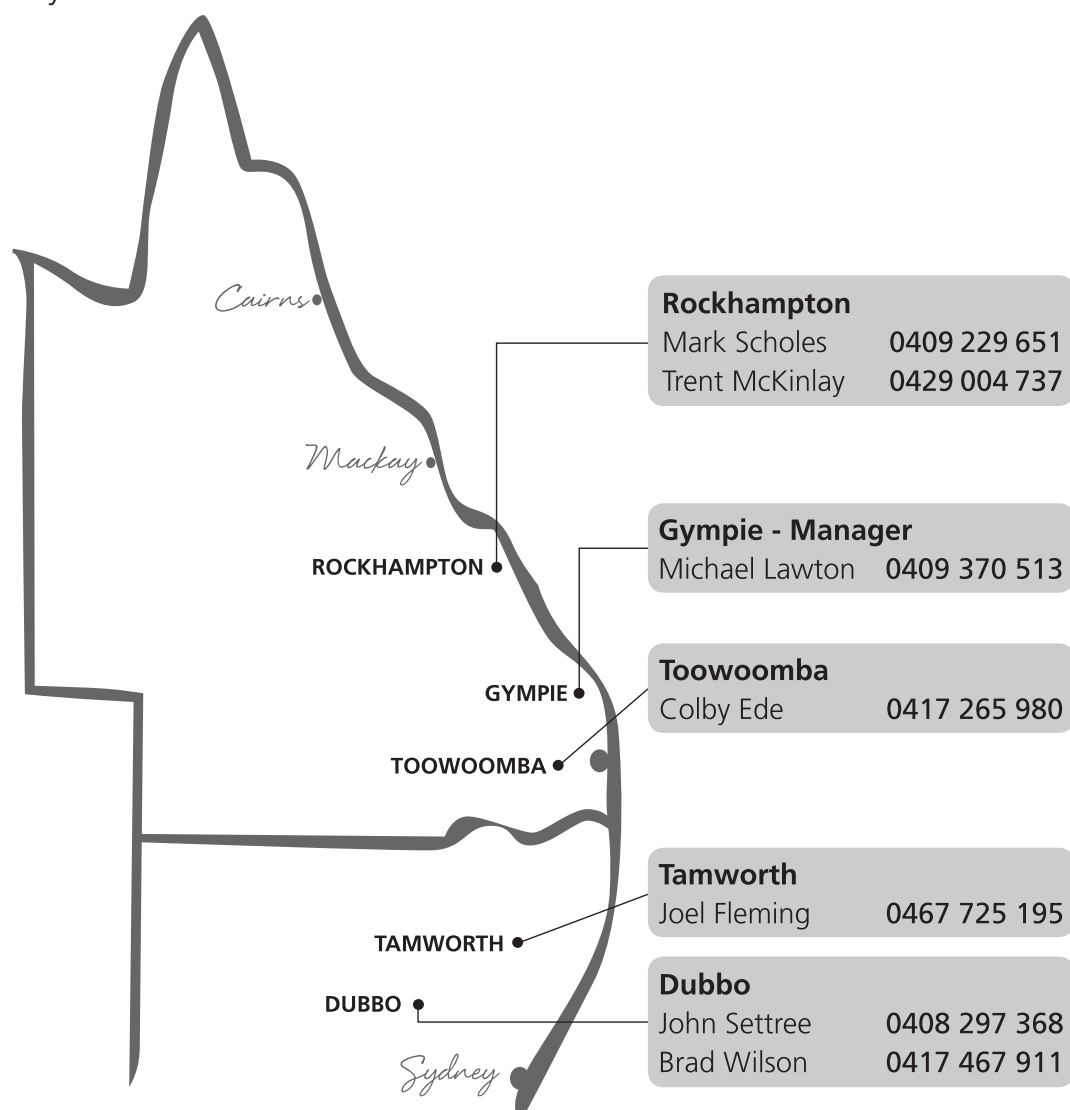 Cairns
Rockhampton
Mark Scholes 0409 229 651
Trent McKinlay 0429 004 737
Mackay
ROCKHAMPTON
Gympie - Manager
Michael Lawton 0409 370 513
GYMPIE
Toowoomba
Colby Ede 0417 265 980
TOOWOOMBA
Tamworth
Joel Fleming 0467 725 195
TAMWORTH
Dubbo
John Settree 0408 297 368
Brad Wilson 0417 467 911
DUBBO
Sydney